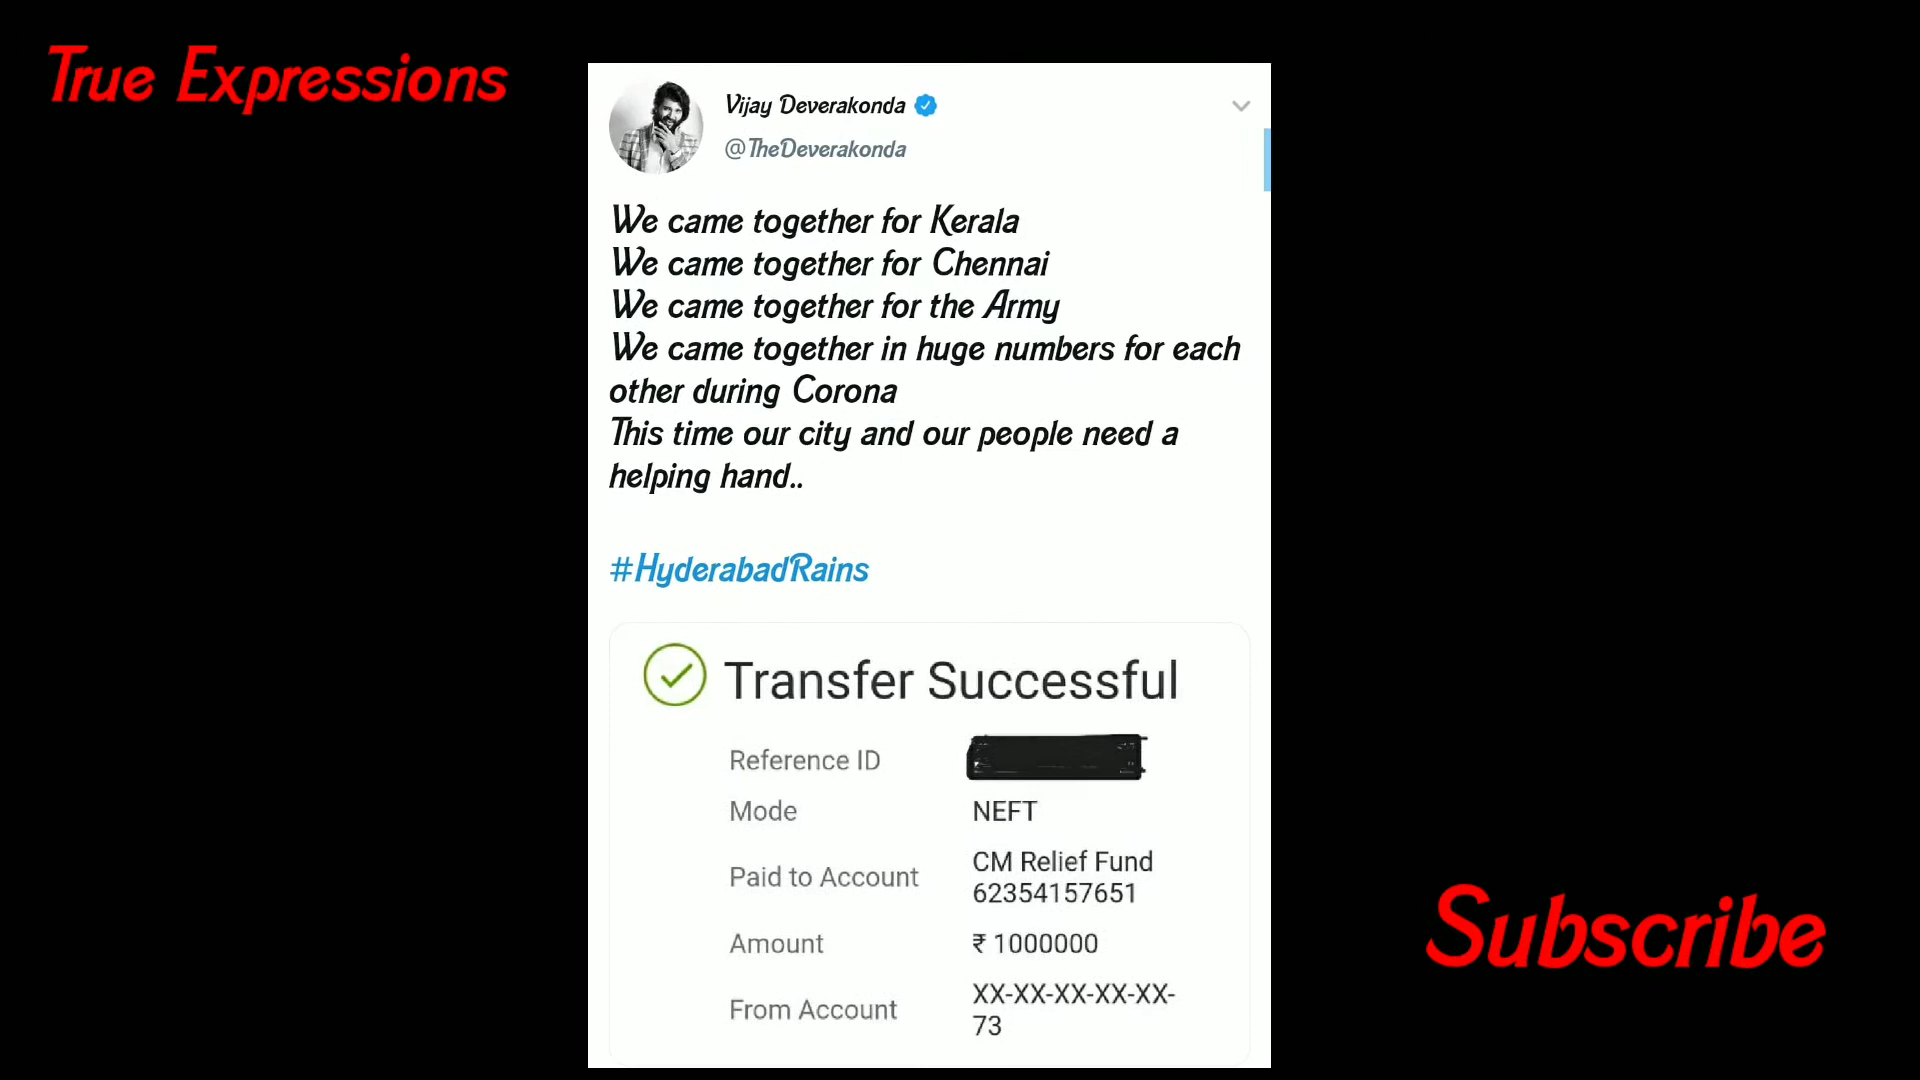 True Expressions
Vijay Deverakonda
@TheDeverakonda
We came together for Kerala
We came together for Chennai
We came together for the Army
We came together in huge numbers for each
other during Corona
This time our city and our people need a
helping hand..
#HyderabadRains
Transfer Successful
Reference ID
Mode NEFT
Paid to Account CM Relief Fund
62354157651
Amount ₹ 1000000
From Account XX-XX-XX-XX-XX-
73
Subscribe